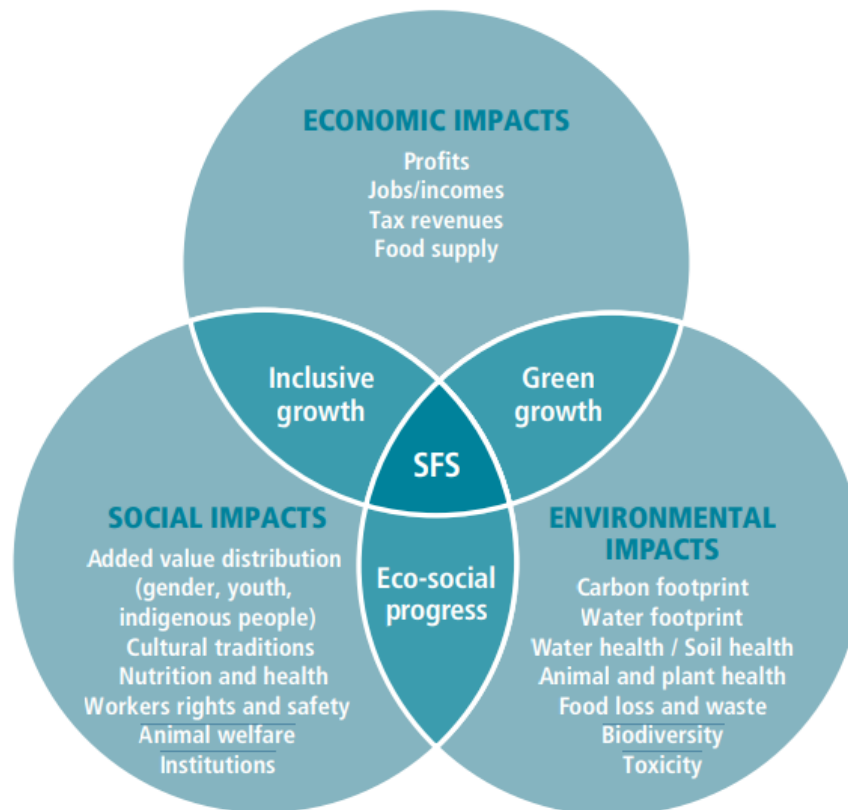 ECONOMIC IMPACTS
Profits
Jobs/incomes
Tax revenues
Food supply
Inclusive
growth
Green
growth
SFS
SOCIAL IMPACTS
Added value distribution
(gender, youth,
indigenous people)
Cultural traditions
Nutrition and health
Workers rights and safety
Animal welfare
Institutions
Eco-social
progress
ENVIRONMENTAL
IMPACTS
Carbon footprint
Water footprint
Water health / Soil health
Animal and plant health
Food loss and waste
Biodiversity
Toxicity